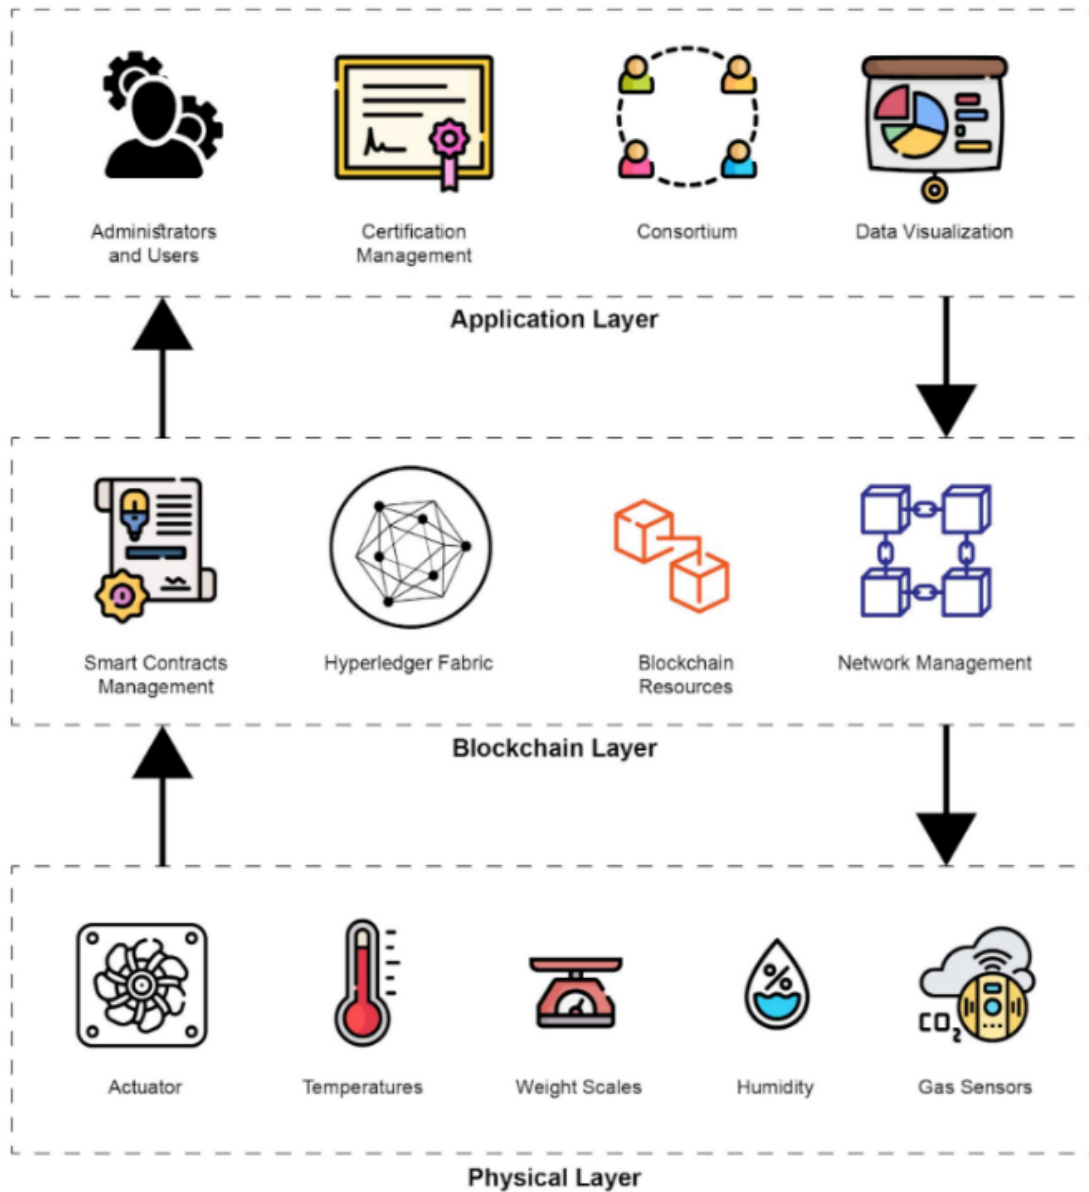 Administrators
and Users
Certification
Management
Consortium
Data Visualization
Application Layer
Smart Contracts
Management
Hyperledger Fabric
Blockchain
Resources
Network Management
Blockchain Layer
CO2
Actuator
Temperatures
Weight Scales
Humidity
Gas Sensors
Physical Layer